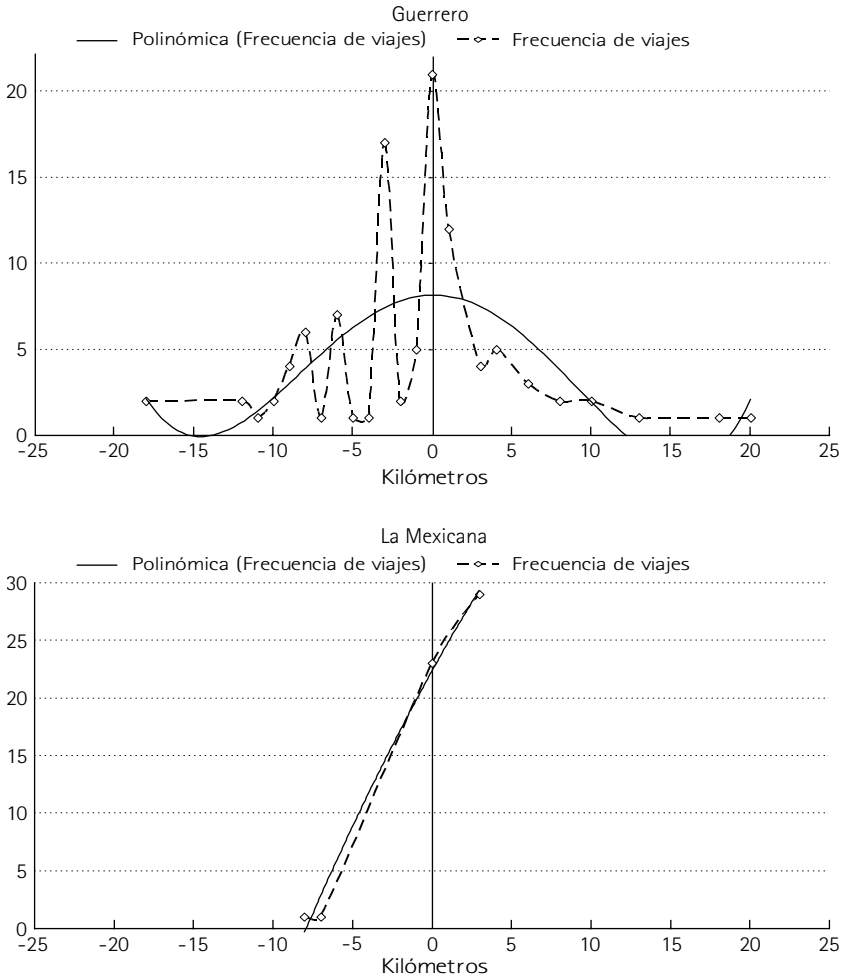 Guerrero
Polinómica (Frecuencia de viajes) Frecuencia de viajes
20
15
10
5
0
-25 -20 -15 -10 -5 0 5 10 15 20 25
Kilómetros
La Mexicana
Polinómica (Frecuencia de viajes) Frecuencia de viajes
30
25
20
15
10
5
0
-25 -20 -15 -10 -5 0 5 10 15 20 25
Kilómetros